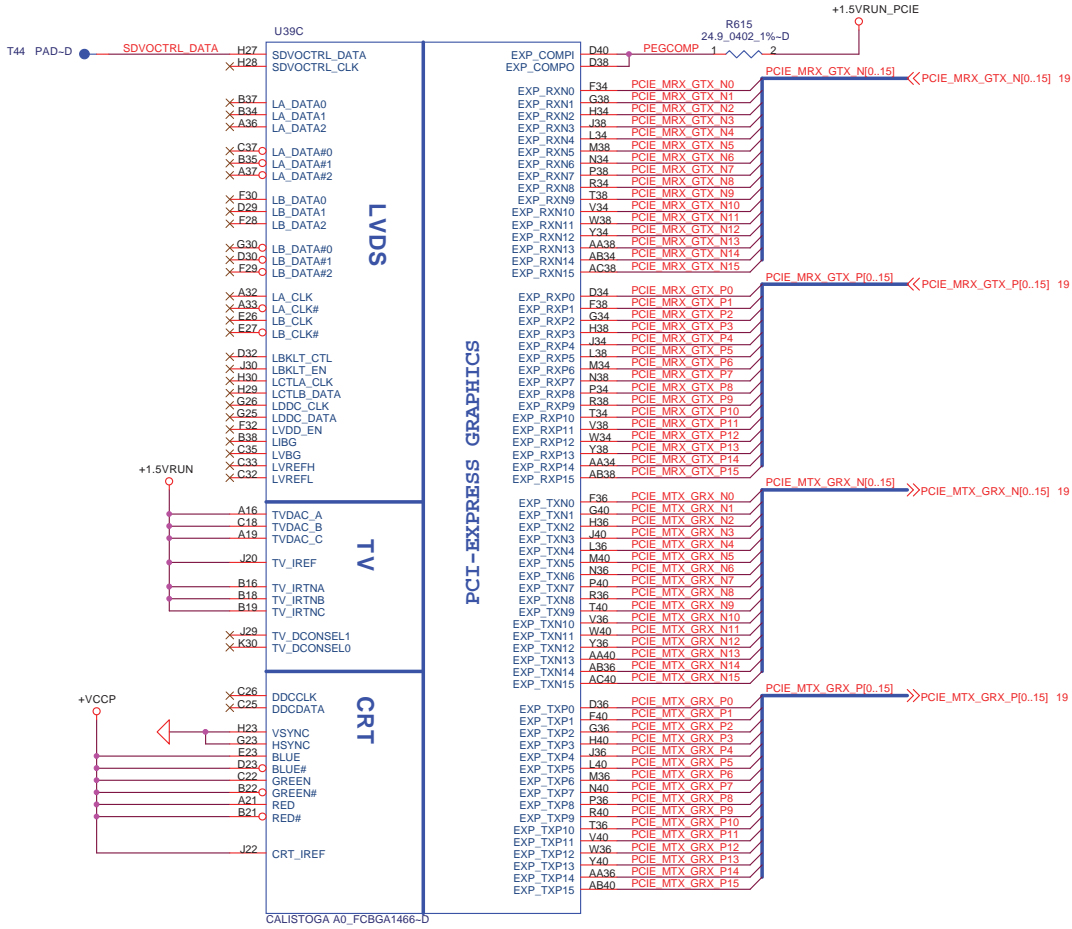 +1.5VRUN_PCIE
U39C
R615
24.9_0402_1%~D
T44 PAD~D SDVOCTRL_DATA H27 SDVOCTRL_DATA
H28 SDVOCTRL_CLK
EXP_COMPI D40 PEGCOMP 1 2
EXP_COMPO D38
PCIE_MRX_GTX_N[0..15] PCIE_MRX_GTX_N[0..15] 19
EXP_RXN0 F34 PCIE_MRX_GTX_N0
EXP_RXN1 G38 PCIE_MRX_GTX_N1
EXP_RXN2 H34 PCIE_MRX_GTX_N2
EXP_RXN3 J38 PCIE_MRX_GTX_N3
EXP_RXN4 L34 PCIE_MRX_GTX_N4
EXP_RXN5 M38 PCIE_MRX_GTX_N5
EXP_RXN6 N34 PCIE_MRX_GTX_N6
EXP_RXN7 P38 PCIE_MRX_GTX_N7
EXP_RXN8 R34 PCIE_MRX_GTX_N8
EXP_RXN9 T38 PCIE_MRX_GTX_N9
EXP_RXN10 V34 PCIE_MRX_GTX_N10
EXP_RXN11 W38 PCIE_MRX_GTX_N11
EXP_RXN12 Y34 PCIE_MRX_GTX_N12
EXP_RXN13 AA38 PCIE_MRX_GTX_N13
EXP_RXN14 AB34 PCIE_MRX_GTX_N14
EXP_RXN15 AC38 PCIE_MRX_GTX_N15
B37 LA_DATA0
B34 LA_DATA1
A36 LA_DATA2
C37 LA_DATA#0
B35 LA_DATA#1
A37 LA_DATA#2
F30 LB_DATA0
D29 LB_DATA1
F28 LB_DATA2
G30 LB_DATA#0
D30 LB_DATA#1
F29 LB_DATA#2
A32 LA_CLK
A33 LA_CLK#
E26 LB_CLK
E27 LB_CLK#
D32 LBKLT_CTL
J30 LBKLT_EN
H30 LCTLA_CLK
H29 LCTLB_DATA
G26 LDDC_CLK
G25 LDDC_DATA
F32 LVDD_EN
B38 LIBG
C35 LVBG
C33 LVREFH
C32 LVREFL
LVDS
PCI-EXPRESS GRAPHICS
PCIE_MRX_GTX_P[0..15] PCIE_MRX_GTX_P[0..15] 19
EXP_RXP0 D34 PCIE_MRX_GTX_P0
EXP_RXP1 F38 PCIE_MRX_GTX_P1
EXP_RXP2 G34 PCIE_MRX_GTX_P2
EXP_RXP3 H38 PCIE_MRX_GTX_P3
EXP_RXP4 J34 PCIE_MRX_GTX_P4
EXP_RXP5 L38 PCIE_MRX_GTX_P5
EXP_RXP6 M34 PCIE_MRX_GTX_P6
EXP_RXP7 N38 PCIE_MRX_GTX_P7
EXP_RXP8 P34 PCIE_MRX_GTX_P8
EXP_RXP9 R38 PCIE_MRX_GTX_P9
EXP_RXP10 T34 PCIE_MRX_GTX_P10
EXP_RXP11 V38 PCIE_MRX_GTX_P11
EXP_RXP12 W34 PCIE_MRX_GTX_P12
EXP_RXP13 Y38 PCIE_MRX_GTX_P13
EXP_RXP14 AA34 PCIE_MRX_GTX_P14
EXP_RXP15 AB38 PCIE_MRX_GTX_P15
+1.5VRUN
A16 TVDAC_A
C18 TVDAC_B
A19 TVDAC_C
J20 TV_IREF
B16 TV_IRTNA
B18 TV_IRTNB
B19 TV_IRTNC
J29 TV_DCONSEL1
K30 TV_DCONSEL0
TV
PCIE_MTX_GRX_N[0..15] PCIE_MTX_GRX_N[0..15] 19
EXP_TXN0 F36 PCIE_MTX_GRX_N0
EXP_TXN1 G40 PCIE_MTX_GRX_N1
EXP_TXN2 H36 PCIE_MTX_GRX_N2
EXP_TXN3 J40 PCIE_MTX_GRX_N3
EXP_TXN4 L36 PCIE_MTX_GRX_N4
EXP_TXN5 M40 PCIE_MTX_GRX_N5
EXP_TXN6 N36 PCIE_MTX_GRX_N6
EXP_TXN7 P40 PCIE_MTX_GRX_N7
EXP_TXN8 R36 PCIE_MTX_GRX_N8
EXP_TXN9 T40 PCIE_MTX_GRX_N9
EXP_TXN10 V36 PCIE_MTX_GRX_N10
EXP_TXN11 W40 PCIE_MTX_GRX_N11
EXP_TXN12 Y36 PCIE_MTX_GRX_N12
EXP_TXN13 AA40 PCIE_MTX_GRX_N13
EXP_TXN14 AB36 PCIE_MTX_GRX_N14
EXP_TXN15 AC40 PCIE_MTX_GRX_N15
+VCCP
C26 DDCCLK
C25 DDCDATA
H23 VSYNC
G23 HSYNC
E23 BLUE
D23 BLUE#
C22 GREEN
B22 GREEN#
A21 RED
B21 RED#
J22 CRT_IREF
CRT
PCIE_MTX_GRX_P[0..15] PCIE_MTX_GRX_P[0..15] 19
EXP_TXP0 D36 PCIE_MTX_GRX_P0
EXP_TXP1 F40 PCIE_MTX_GRX_P1
EXP_TXP2 G36 PCIE_MTX_GRX_P2
EXP_TXP3 H40 PCIE_MTX_GRX_P3
EXP_TXP4 J36 PCIE_MTX_GRX_P4
EXP_TXP5 L40 PCIE_MTX_GRX_P5
EXP_TXP6 M36 PCIE_MTX_GRX_P6
EXP_TXP7 N40 PCIE_MTX_GRX_P7
EXP_TXP8 P36 PCIE_MTX_GRX_P8
EXP_TXP9 R40 PCIE_MTX_GRX_P9
EXP_TXP10 T36 PCIE_MTX_GRX_P10
EXP_TXP11 V40 PCIE_MTX_GRX_P11
EXP_TXP12 W36 PCIE_MTX_GRX_P12
EXP_TXP13 Y40 PCIE_MTX_GRX_P13
EXP_TXP14 AA36 PCIE_MTX_GRX_P14
EXP_TXP15 AB40 PCIE_MTX_GRX_P15
CALISTOGA A0_FCBGA1466~D